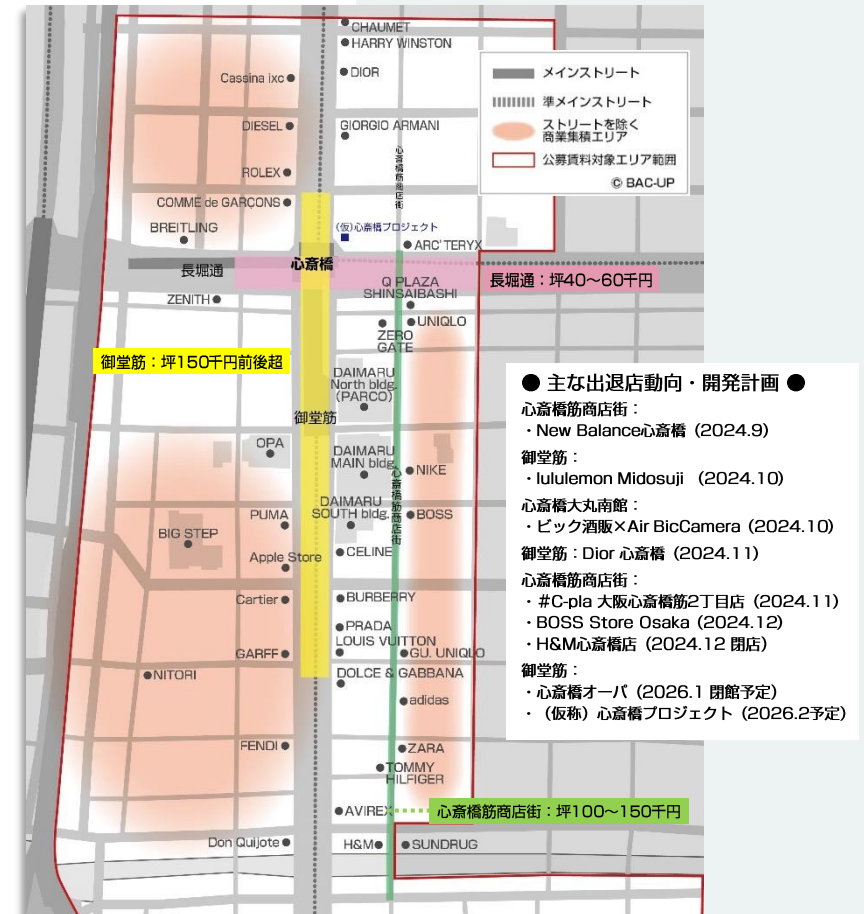 CHAUMET
HARRY WINSTON
Cassina ixc
DIOR
DIESEL
GIORGIO ARMANI
心斎橋筋商店街
ROLEX
COMME de GARÇONS
BREITLING
(仮)心斎橋プロジェクト
ARC'TERYX
長堀通
心斎橋
ZENITH
Q PLAZA
SHINSAIBASHI
長堀通：坪40～60千円
UNIQLO
ZERO
GATE
御堂筋：坪150千円前後超
DAIMARU
North bldg.
(PARCO)
御堂筋
OPA
DAIMARU
MAIN bldg.
心斎橋筋商店街
NIKE
DAIMARU
SOUTH bldg.
PUMA
BOSS
BIG STEP
CELINE
Apple Store
Cartier
BURBERRY
PRADA
LOUIS VUITTON
GARFF
GU. UNIQLO
NITORI
DOLCE & GABBANA
adidas
FENDI
ZARA
TOMMY
HILFIGER
AVIREX
心斎橋筋商店街：坪100～150千円
Don Quijote
H&M
SUNDRUG
メインストリート
準メインストリート
ストリートを除く
商業集積エリア
公募賃料対象エリア範囲
© BAC-UP
● 主な出退店動向・開発計画 ●
心斎橋筋商店街：
・New Balance心斎橋（2024.9）
御堂筋：
・lululemon Midosuji （2024.10）
心斎橋大丸南館：
・ビック酒販×Air BicCamera（2024.10）
御堂筋：Dior 心斎橋（2024.11）
心斎橋筋商店街：
・＃C-pla 大阪心斎橋筋2丁目店（2024.11）
・BOSS Store Osaka（2024.12）
・H&M心斎橋店（2024.12 閉店）
御堂筋：
・心斎橋オーパ（2026.1 閉館予定）
・（仮称）心斎橋プロジェクト（2026.2予定）